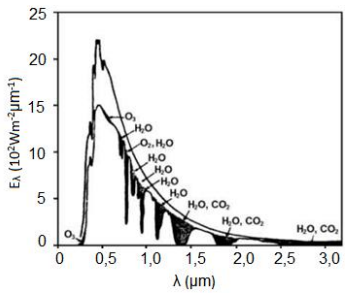 25
20
15
10
5
0
Eλ (10²Wm⁻²μm⁻¹)
O₃
H₂O
O₂, H₂O
H₂O
H₂O
H₂O
H₂O
H₂O, CO₂
H₂O, CO₂
H₂O, CO₂
O₃
0 0,5 1,0 1,5 2,0 2,5 3,0
λ (μm)